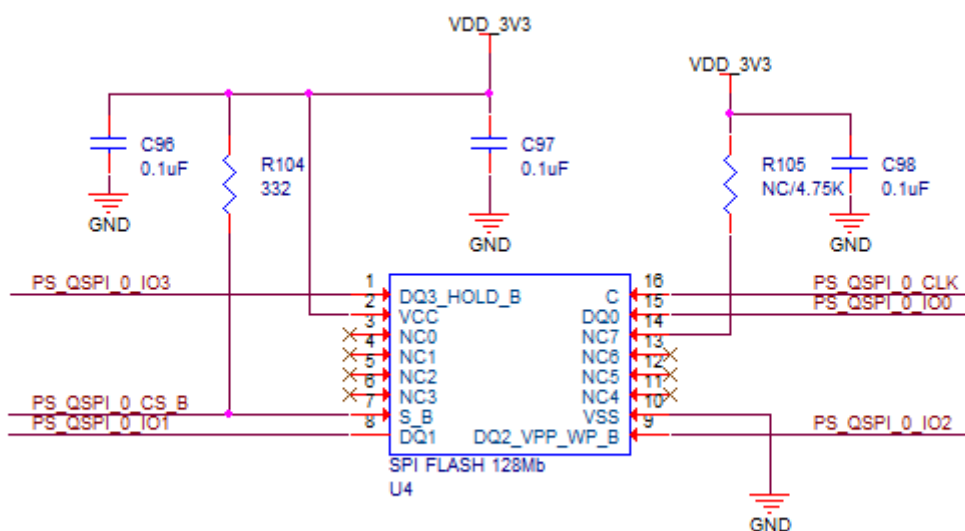 VDD_3V3
VDD_3V3
C96
0.1uF
R104
332
C97
0.1uF
R105
NC/4.75K
C98
0.1uF
GND
GND
GND
PS_QSPI_0_IO3
1
DQ3_HOLD_B
C
16
PS_QSPI_0_CLK
2
VCC
DQ0
15
PS_QSPI_0_IO0
3
NC0
NC7
14
4
NC1
NC6
13
5
NC2
NC5
12
6
NC3
NC4
11
PS_QSPI_0_CS_B
7
S_B
VSS
10
PS_QSPI_0_IO1
8
DQ1
DQ2_VPP_WP_B
9
PS_QSPI_0_IO2
SPI FLASH 128Mb
U4
GND